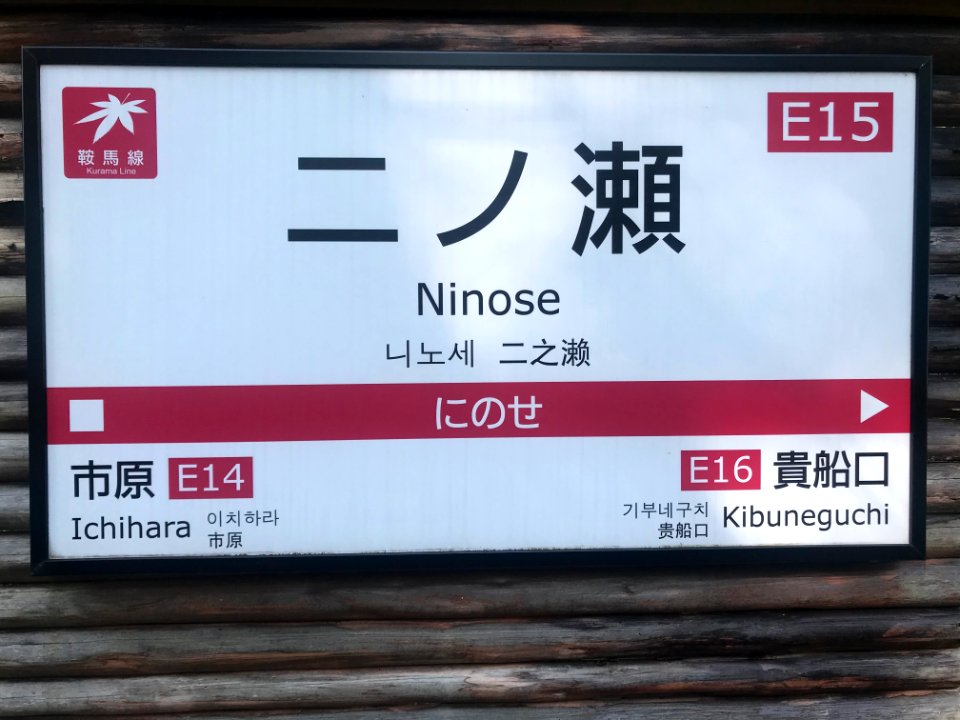 鞍馬線
Kurama Line
E15
二ノ瀬
Ninose
니노세 二之濑
にのせ
市原 E14
Ichihara 이치하라
市原
E16 貴船口
기부네구치 Kibuneguchi
贵船口